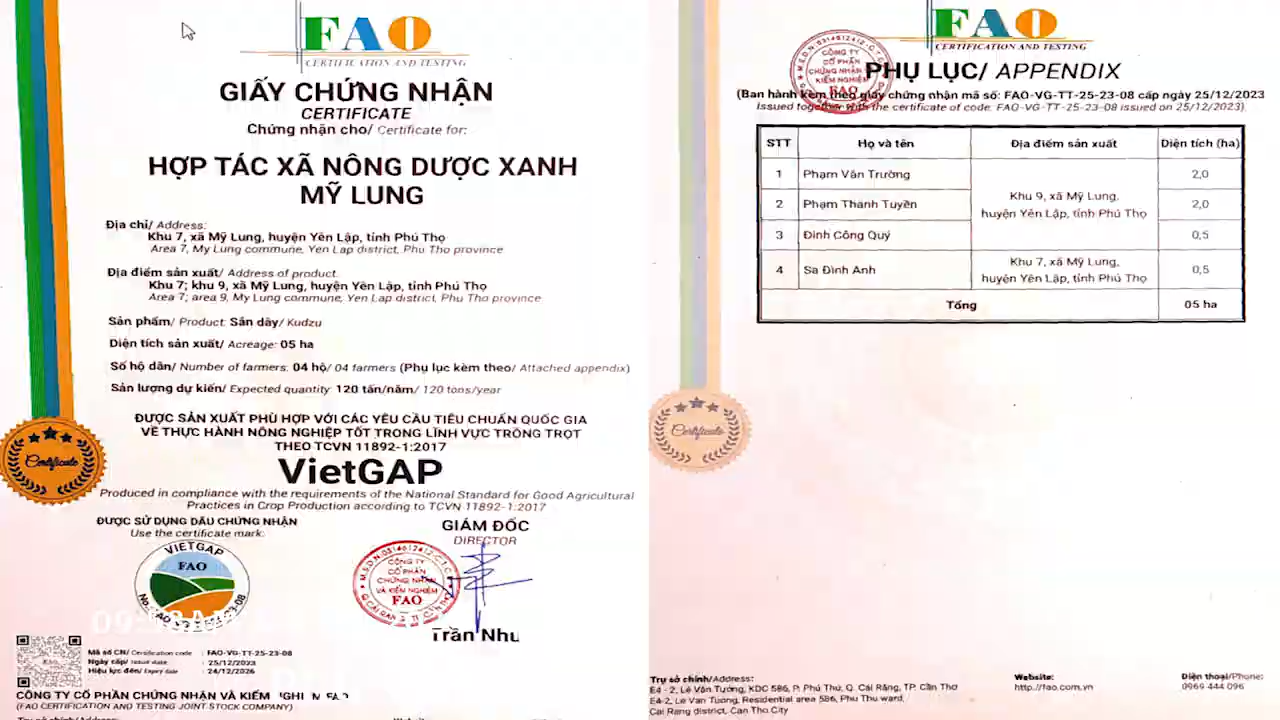 FAO
CERTIFICATION AND TESTING
GIẤY CHỨNG NHẬN
CERTIFICATE
Chứng nhận cho/ Certificate for:
HỢP TÁC XÃ NÔNG DƯỢC XANH
MỸ LUNG
Địa chỉ/ Address:
Khu 7, xã Mỹ Lung, huyện Yên Lập, tỉnh Phú Thọ
Area 7, My Lung commune, Yen Lap district, Phu Tho province
Địa điểm sản xuất/ Address of product:
Khu 7; khu 9, xã Mỹ Lung, huyện Yên Lập, tỉnh Phú Thọ
Area 7; area 9, My Lung commune, Yen Lap district, Phu Tho province
Sản phẩm/ Product: Sắn dây/ Kudzu
Diện tích sản xuất/ Acreage: 05 ha
Số hộ dân/ Number of farmers: 04 hộ/ 04 farmers (Phụ lục kèm theo/ Attached appendix)
Sản lượng dự kiến/ Expected quantity: 120 tấn/năm/ 120 tons/year
ĐƯỢC SẢN XUẤT PHÙ HỢP VỚI CÁC YÊU CẦU TIÊU CHUẨN QUỐC GIA
VỀ THỰC HÀNH NÔNG NGHIỆP TỐT TRONG LĨNH VỰC TRỒNG TRỌT
THEO TCVN 11892-1:2017
VietGAP
Produced in compliance with the requirements of the National Standard for Good Agricultural
Practices in Crop Production according to TCVN 11892-1:2017
Certificate
ĐƯỢC SỬ DỤNG DẤU CHỨNG NHẬN
Use the certificate mark:
GIÁM ĐỐC
DIRECTOR
VIETGAP
FAO
CÔNG TY
CỔ PHẦN
CHỨNG NHẬN
VÀ KIỂM NGHIỆM
FAO
Trần Như
Mã số CN/ Certification code : FAO-VG-TT-25-23-08
Ngày cấp/ Issue date : 25/12/2023
Hiệu lực đến/ Expiry date : 24/12/2026
CÔNG TY CỔ PHẦN CHỨNG NHẬN VÀ KIỂM
(FAO CERTIFICATION AND TESTING JOINT STOCK COMPANY)
FAO
CERTIFICATION AND TESTING
CÔNG TY
CỔ PHẦN
CHỨNG NHẬN
KIỂM NGHIỆM
FAO
PHỤ LỤC/ APPENDIX
(Ban hành kèm theo giấy chứng nhận mã số: FAO-VG-TT-25-23-08 cấp ngày 25/12/2023
Issued together with the certificate of code: FAO-VG-TT-25-23-08 issued on 25/12/2023)
STT Họ và tên Địa điểm sản xuất Diện tích (ha)
1 Phạm Văn Trường 2,0
2 Phạm Thanh Tuyền Khu 9, xã Mỹ Lung, huyện Yên Lập, tỉnh Phú Thọ 2,0
3 Đinh Công Quý 0,5
4 Sa Đình Anh Khu 7, xã Mỹ Lung, huyện Yên Lập, tỉnh Phú Thọ 0,5
Tổng 05 ha
Certificate
Trụ sở chính/Address:
E4 - 2, Lê Văn Tưởng, KDC 586, P. Phú Thứ, Q. Cái Răng, TP. Cần Thơ
E4-2, Le Van Tuong, Residential area 586, Phu Thu ward,
Cai Rang district, Can Tho City
Website:
http://fao.com.vn
Điện thoại/Phone:
0969 444 096